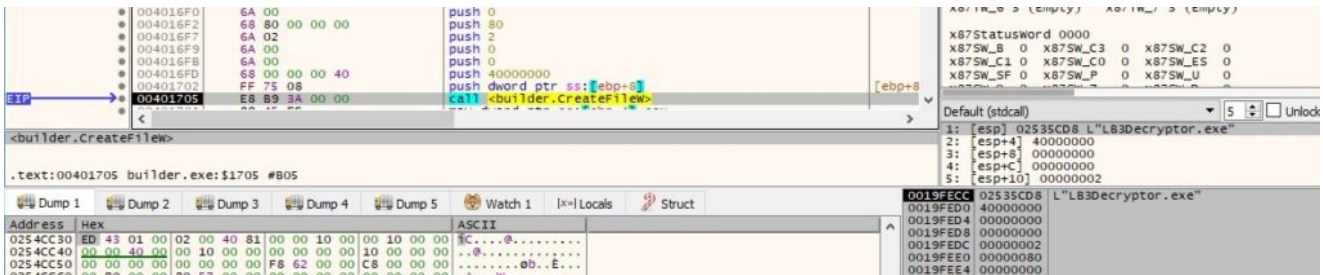 004016F0 6A 00 push 0
004016F2 68 80 00 00 00 push 80
004016F7 6A 02 push 2
004016F9 6A 00 push 0
004016FB 6A 00 push 0
004016FD 68 00 00 00 40 push 40000000
00401702 FF 75 08 push dword ptr ss:[ebp+8] [ebp+8
EIP 00401705 E8 B9 3A 00 00 call <builder.CreateFileW>
<builder.CreateFileW>
.text:00401705 builder.exe:$1705 #B05
x87StatusWord 0000
x87SW_B 0 x87SW_C3 0 x87SW_C2 0
x87SW_C1 0 x87SW_C0 0 x87SW_ES 0
x87SW_SF 0 x87SW_P 0 x87SW_U 0
Default (stdcall) 5 Unlock
1: [esp] 02535CD8 L"LB3Decryptor.exe"
2: [esp+4] 40000000
3: [esp+8] 00000000
4: [esp+C] 00000000
5: [esp+10] 00000002
Dump 1 Dump 2 Dump 3 Dump 4 Dump 5 Watch 1 [x=] Locals Struct
Address Hex ASCII
0254CC30 ED 43 01 00 02 00 40 81 00 00 10 00 00 10 00 00 íC....@.........
0254CC40 00 00 40 00 00 10 00 00 00 00 00 00 10 00 00 00 ..@.............
0254CC50 00 00 00 00 00 00 00 00 F8 62 00 00 C8 00 00 00 ........øb..È...
0019FECC 02535CD8 L"LB3Decryptor.exe"
0019FED0 40000000
0019FED4 00000000
0019FED8 00000000
0019FEDC 00000002
0019FEE0 00000080
0019FEE4 00000000